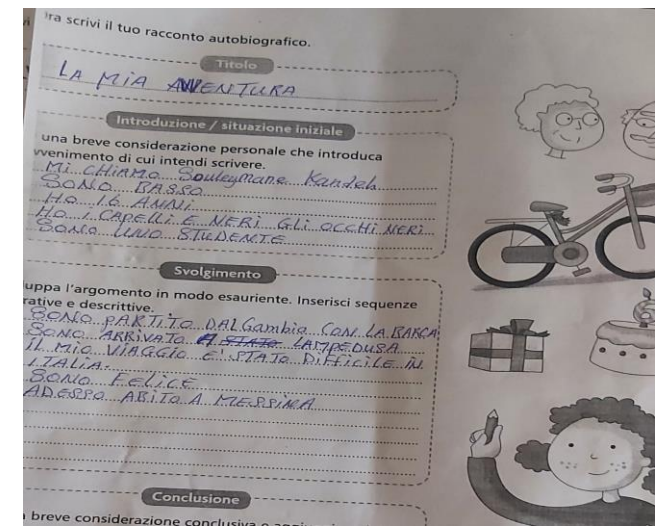 ra scrivi il tuo racconto autobiografico.
Titolo
LA MIA AVVENTURA
Introduzione / situazione iniziale
una breve considerazione personale che introduca
vvenimento di cui intendi scrivere.
Mi CHIAMO Souleymane Kandeh
SONO BASSO
HO 16 ANNI
HO i CAPELLI E NERI GLI OCCHI NERI
SONO UNO STUDENTE
Svolgimento
uppa l'argomento in modo esauriente. Inserisci sequenze
rative e descrittive.
SONO PARTITO DAL Gambia CON LA BARCA
SONO ARRIVATO A LAMPEDUSA
IL MIO VIAGGIO E' STATO DIFFICILE IN
ITALIA.
SONO FELICE
ADESSO ABITO A MESSINA
Conclusione
breve considerazione conclusiva o